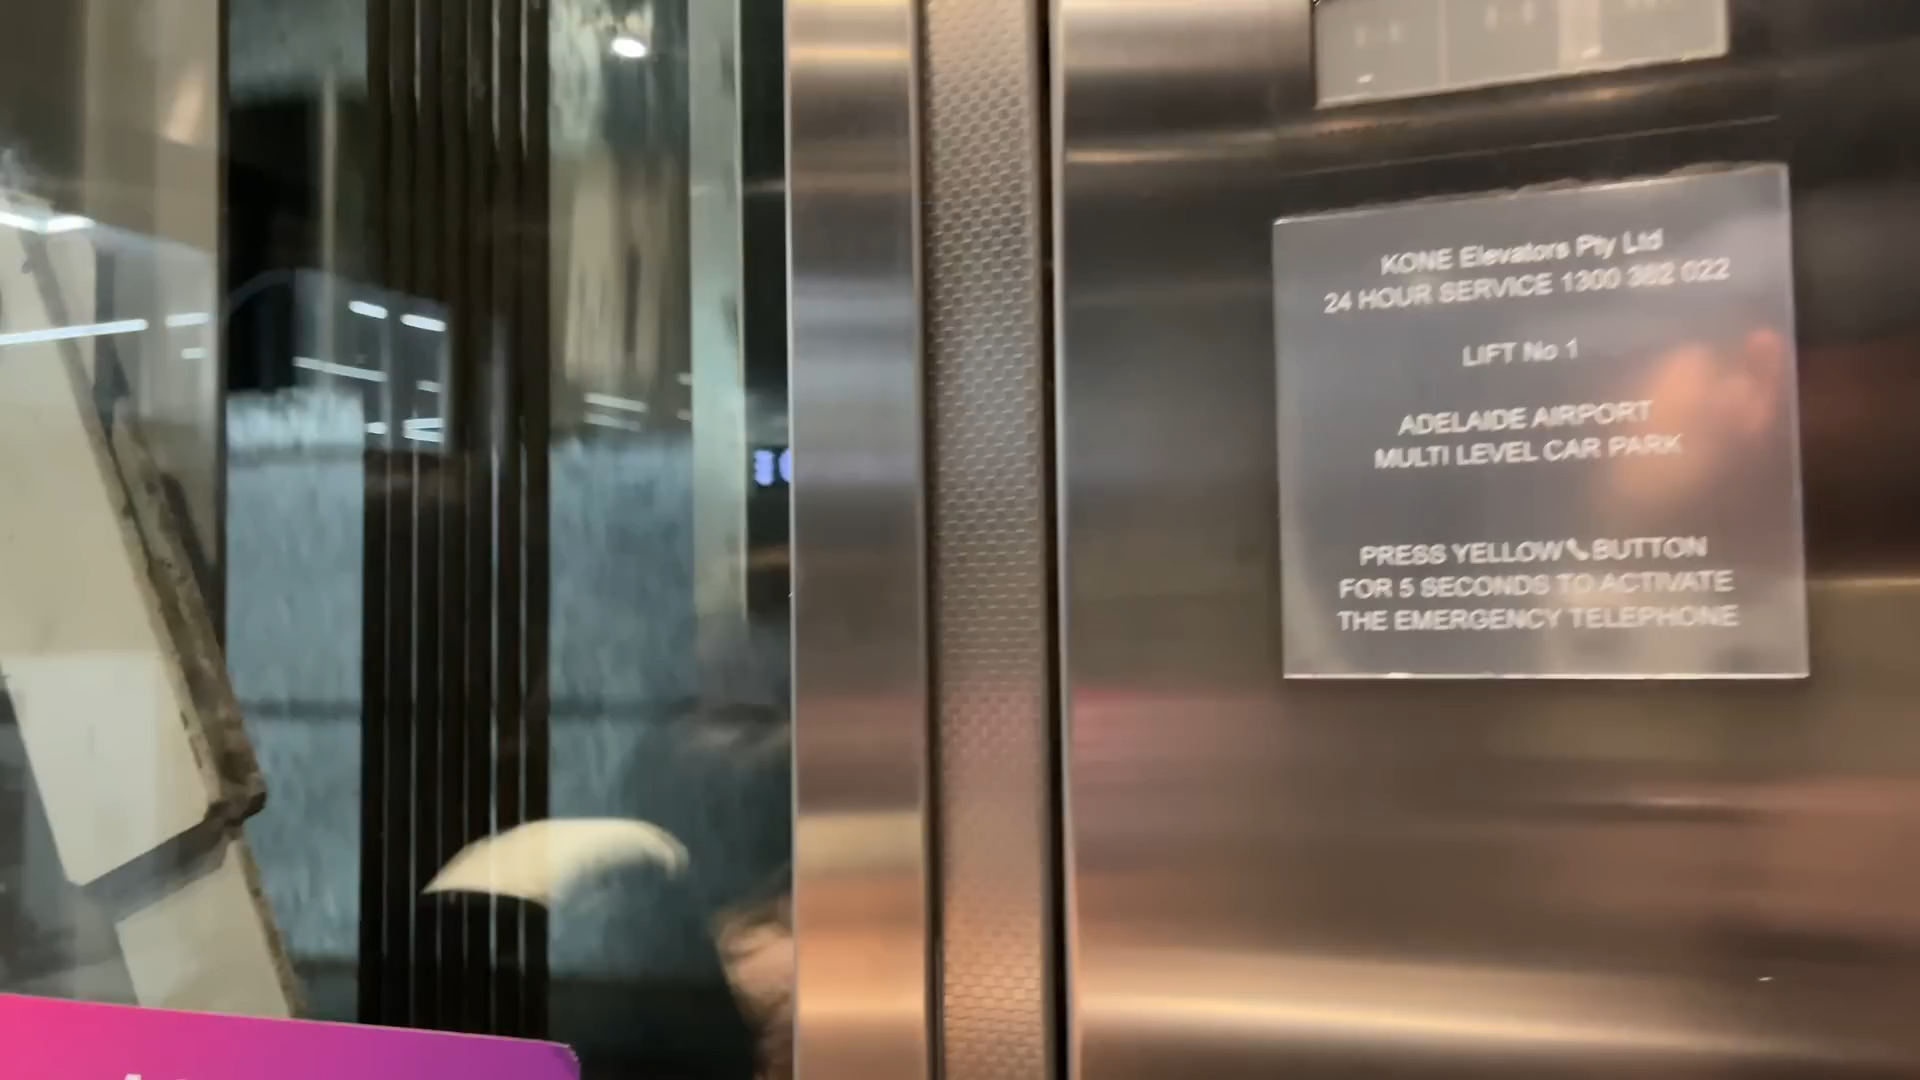 KONE Elevators Pty Ltd
24 HOUR SERVICE 1300 362 022
LIFT No 1
ADELAIDE AIRPORT
MULTI LEVEL CAR PARK
PRESS YELLOW BUTTON
FOR 5 SECONDS TO ACTIVATE
THE EMERGENCY TELEPHONE